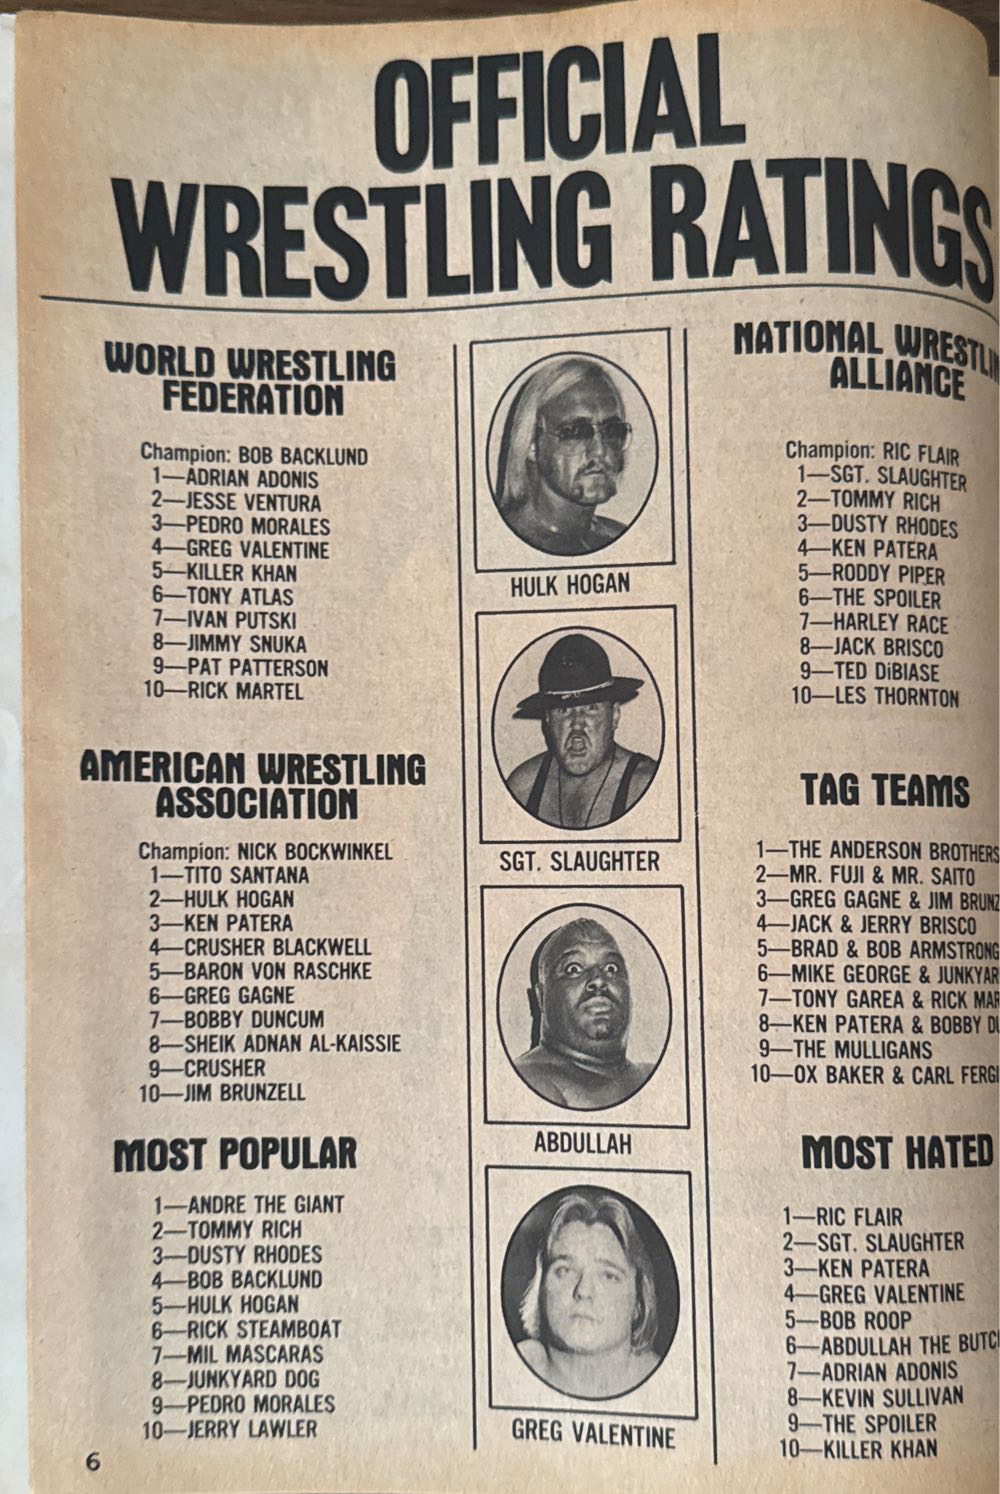 OFFICIAL
WRESTLING RATINGS
WORLD WRESTLING
FEDERATION
Champion: BOB BACKLUND
1—ADRIAN ADONIS
2—JESSE VENTURA
3—PEDRO MORALES
4—GREG VALENTINE
5—KILLER KHAN
6—TONY ATLAS
7—IVAN PUTSKI
8—JIMMY SNUKA
9—PAT PATTERSON
10—RICK MARTEL
AMERICAN WRESTLING
ASSOCIATION
Champion: NICK BOCKWINKEL
1—TITO SANTANA
2—HULK HOGAN
3—KEN PATERA
4—CRUSHER BLACKWELL
5—BARON VON RASCHKE
6—GREG GAGNE
7—BOBBY DUNCUM
8—SHEIK ADNAN AL-KAISSIE
9—CRUSHER
10—JIM BRUNZELL
MOST POPULAR
1—ANDRE THE GIANT
2—TOMMY RICH
3—DUSTY RHODES
4—BOB BACKLUND
5—HULK HOGAN
6—RICK STEAMBOAT
7—MIL MASCARAS
8—JUNKYARD DOG
9—PEDRO MORALES
10—JERRY LAWLER
HULK HOGAN
SGT. SLAUGHTER
ABDULLAH
GREG VALENTINE
NATIONAL WRESTLIN
ALLIANCE
Champion: RIC FLAIR
1—SGT. SLAUGHTER
2—TOMMY RICH
3—DUSTY RHODES
4—KEN PATERA
5—RODDY PIPER
6—THE SPOILER
7—HARLEY RACE
8—JACK BRISCO
9—TED DiBIASE
10—LES THORNTON
TAG TEAMS
1—THE ANDERSON BROTHERS
2—MR. FUJI & MR. SAITO
3—GREG GAGNE & JIM BRUNZ
4—JACK & JERRY BRISCO
5—BRAD & BOB ARMSTRONG
6—MIKE GEORGE & JUNKYAR
7—TONY GAREA & RICK MAR
8—KEN PATERA & BOBBY DU
9—THE MULLIGANS
10—OX BAKER & CARL FERGI
MOST HATED
1—RIC FLAIR
2—SGT. SLAUGHTER
3—KEN PATERA
4—GREG VALENTINE
5—BOB ROOP
6—ABDULLAH THE BUTC
7—ADRIAN ADONIS
8—KEVIN SULLIVAN
9—THE SPOILER
10—KILLER KHAN
6